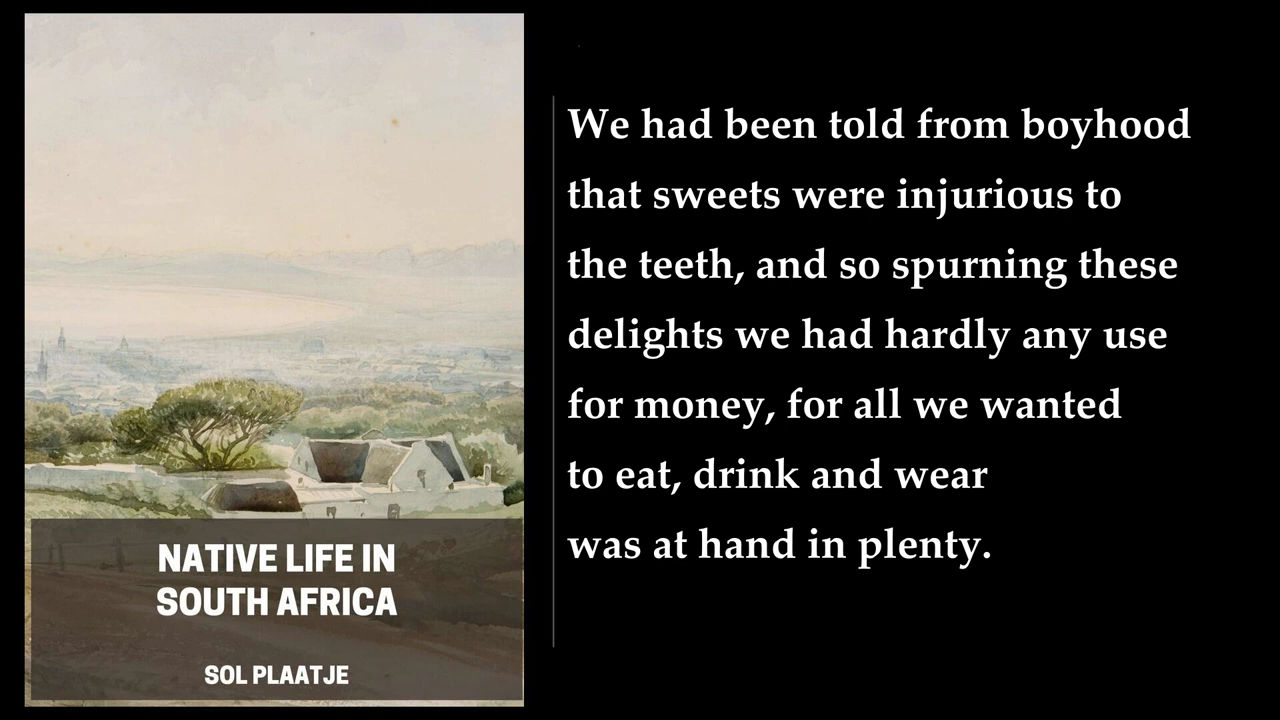 NATIVE LIFE IN
SOUTH AFRICA
SOL PLAATJE
We had been told from boyhood
that sweets were injurious to
the teeth, and so spurning these
delights we had hardly any use
for money, for all we wanted
to eat, drink and wear
was at hand in plenty.